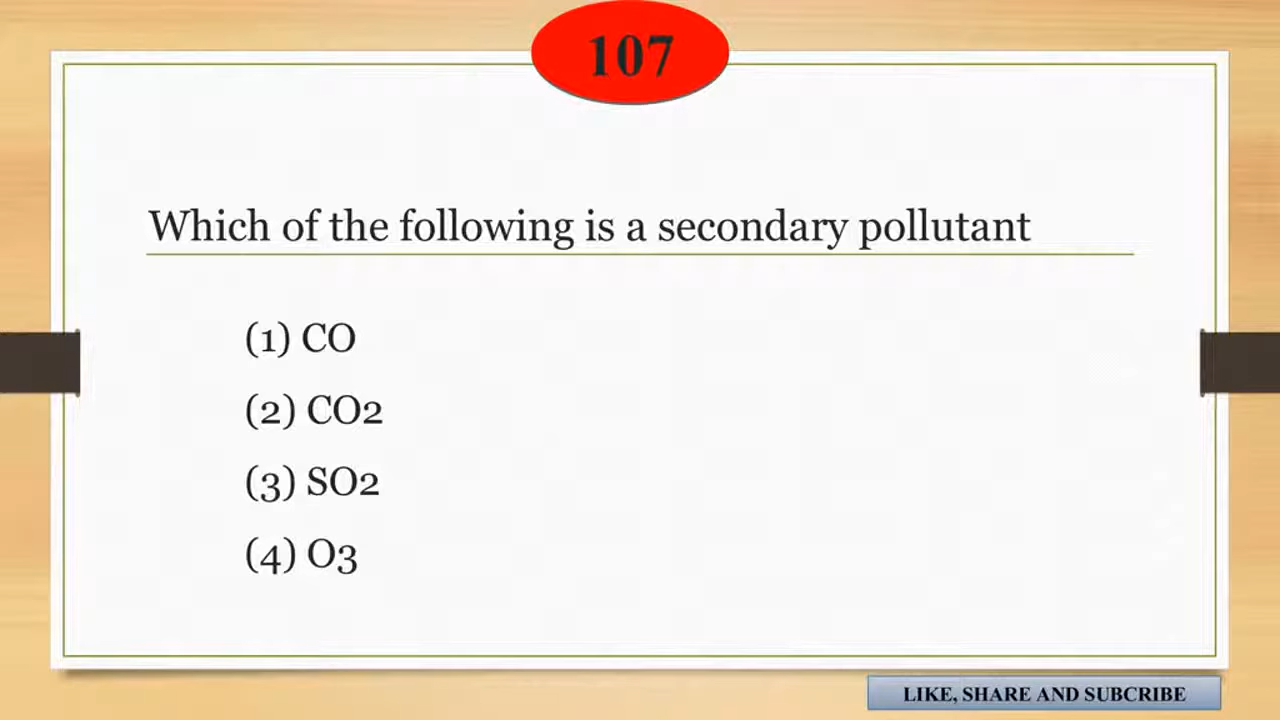 107
Which of the following is a secondary pollutant
(1) CO
(2) CO2
(3) SO2
(4) O3
LIKE, SHARE AND SUBCRIBE